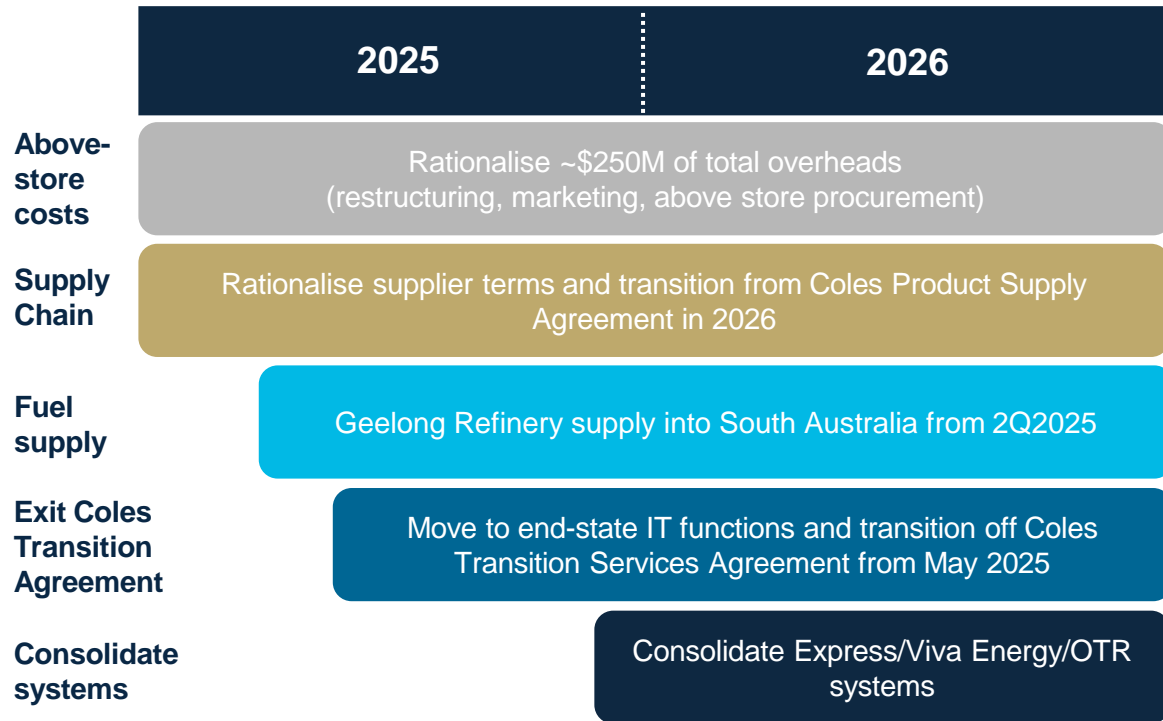 2025
2026
Above-
store
costs
Rationalise ~$250M of total overheads
(restructuring, marketing, above store procurement)
Supply
Chain
Rationalise supplier terms and transition from Coles Product Supply
Agreement in 2026
Fuel
supply
Geelong Refinery supply into South Australia from 2Q2025
Exit Coles
Transition
Agreement
Move to end-state IT functions and transition off Coles
Transition Services Agreement from May 2025
Consolidate
systems
Consolidate Express/Viva Energy/OTR
systems